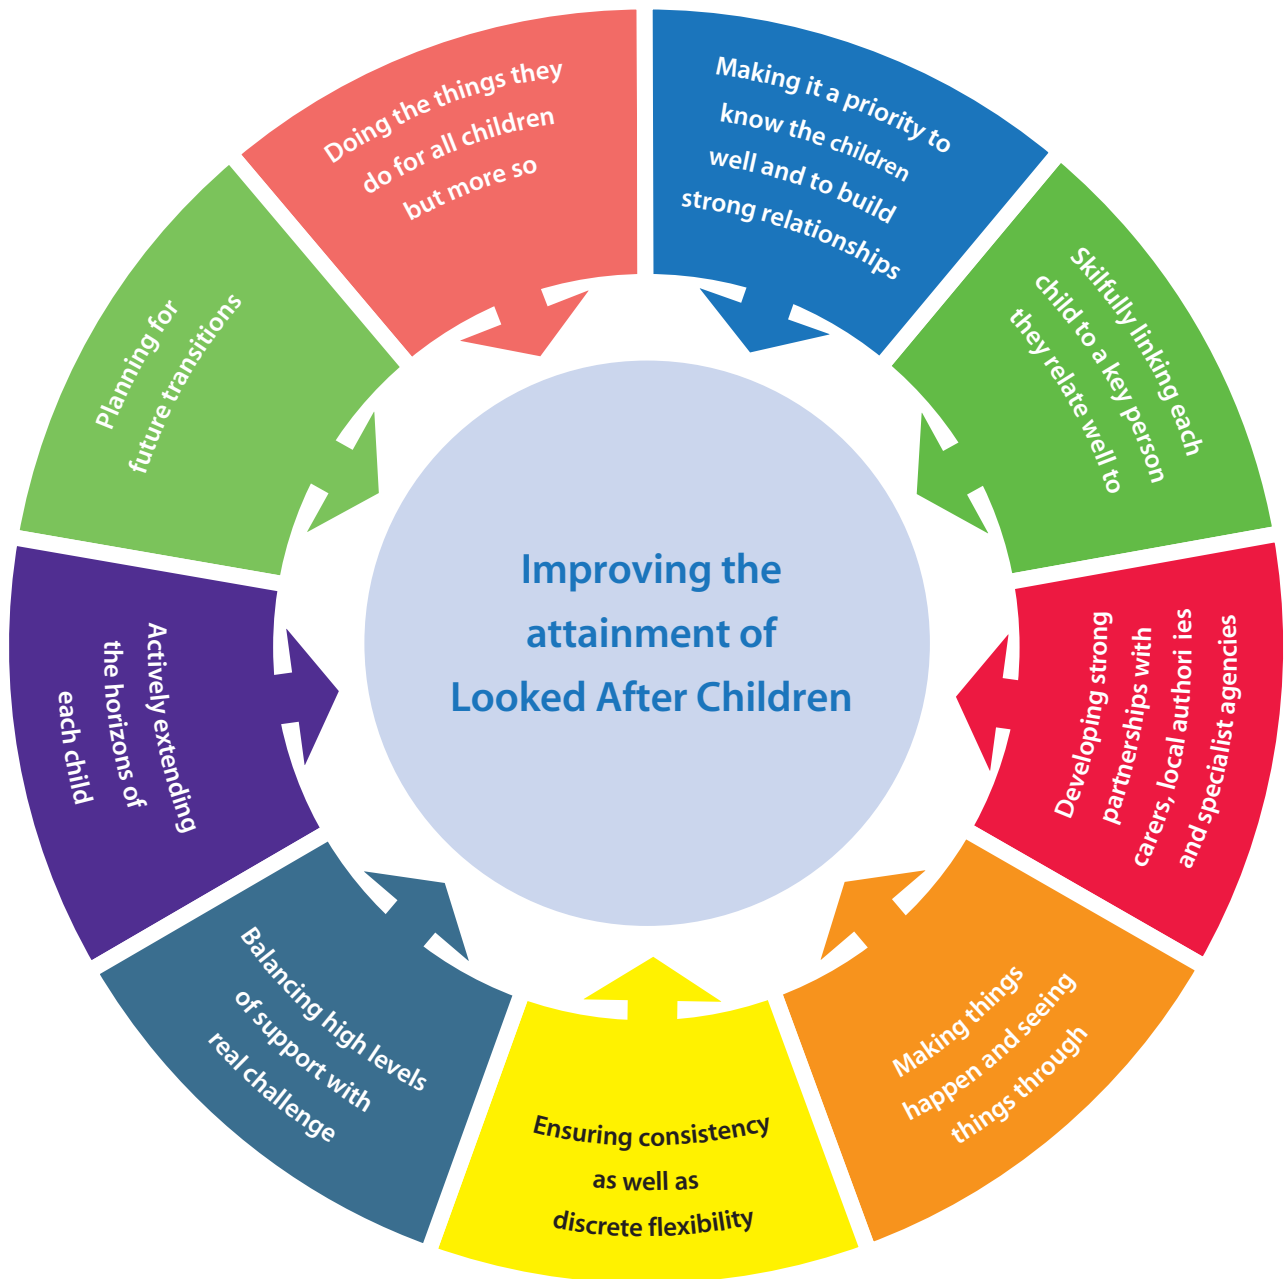 Doing the things they
do for all children
but more so
Making it a priority to
know the children
well and to build
strong relationships
Skilfully linking each
child to a key person
they relate well to
Developing strong
partnerships with
carers, local authori ies
and specialist agencies
Making things
happen and seeing
things through
Ensuring consistency
as well as
discrete flexibility
Balancing high levels
of support with
real challenge
Actively extending
the horizons of
each child
Planning for
future transitions
Improving the
attainment of
Looked After Children